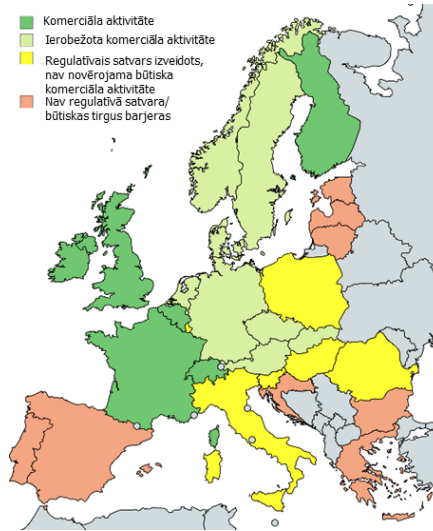 Komerciāla aktivitāte
Ierobežota komerciāla aktivitāte
Regulatīvais satvars izveidots,
nav novērojama būtiska
komerciāla aktivitāte
Nav regulatīvā satvara/
būtiskas tirgus barjeras